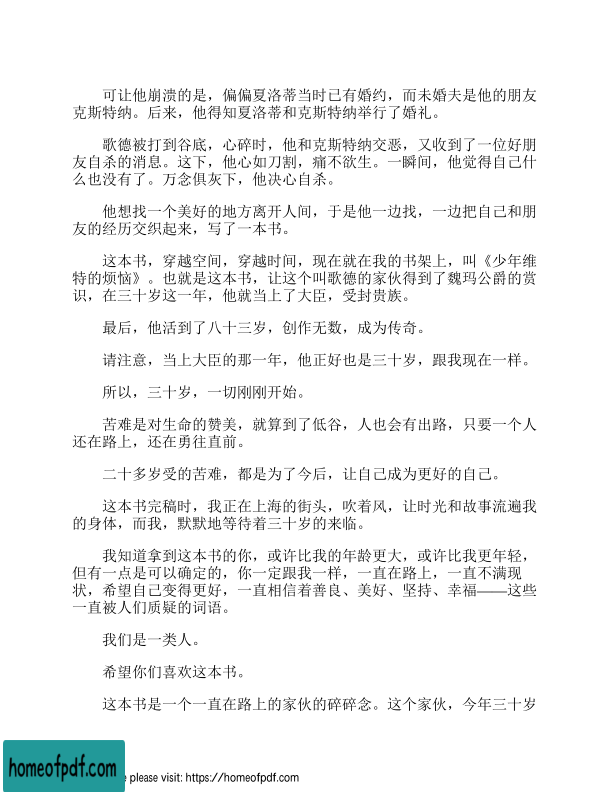 可让他崩溃的是，偏偏夏洛蒂当时已有婚约，而未婚夫是他的朋友
克斯特纳。后来，他得知夏洛蒂和克斯特纳举行了婚礼。
歌德被打到谷底，心碎时，他和克斯特纳交恶，又收到了一位好朋
友自杀的消息。这下，他心如刀割，痛不欲生。一瞬间，他觉得自己什
么也没有了。万念俱灰下，他决心自杀。
他想找一个美好的地方离开人间，于是他一边找，一边把自己和朋
友的经历交织起来，写了一本书。
这本书，穿越空间，穿越时间，现在就在我的书架上，叫《少年维
特的烦恼》。也就是这本书，让这个叫歌德的家伙得到了魏玛公爵的赏
识，在三十岁这一年，他就当上了大臣，受封贵族。
最后，他活到了八十三岁，创作无数，成为传奇。
请注意，当上大臣的那一年，他正好也是三十岁，跟我现在一样。
所以，三十岁，一切刚刚开始。
苦难是对生命的赞美，就算到了低谷，人也会有出路，只要一个人
还在路上，还在勇往直前。
二十多岁受的苦难，都是为了今后，让自己成为更好的自己。
这本书完稿时，我正在上海的街头，吹着风，让时光和故事流遍我
的身体，而我，默默地等待着三十岁的来临。
我知道拿到这本书的你，或许比我的年龄更大，或许比我更年轻，
但有一点是可以确定的，你一定跟我一样，一直在路上，一直不满现
状，希望自己变得更好，一直相信着善良、美好、坚持、幸福——这些
一直被人们质疑的词语。
我们是一类人。
希望你们喜欢这本书。
这本书是一个一直在路上的家伙的碎碎念。这个家伙，今年三十岁
homeofpdf.com
e please visit: https://homeofpdf.com